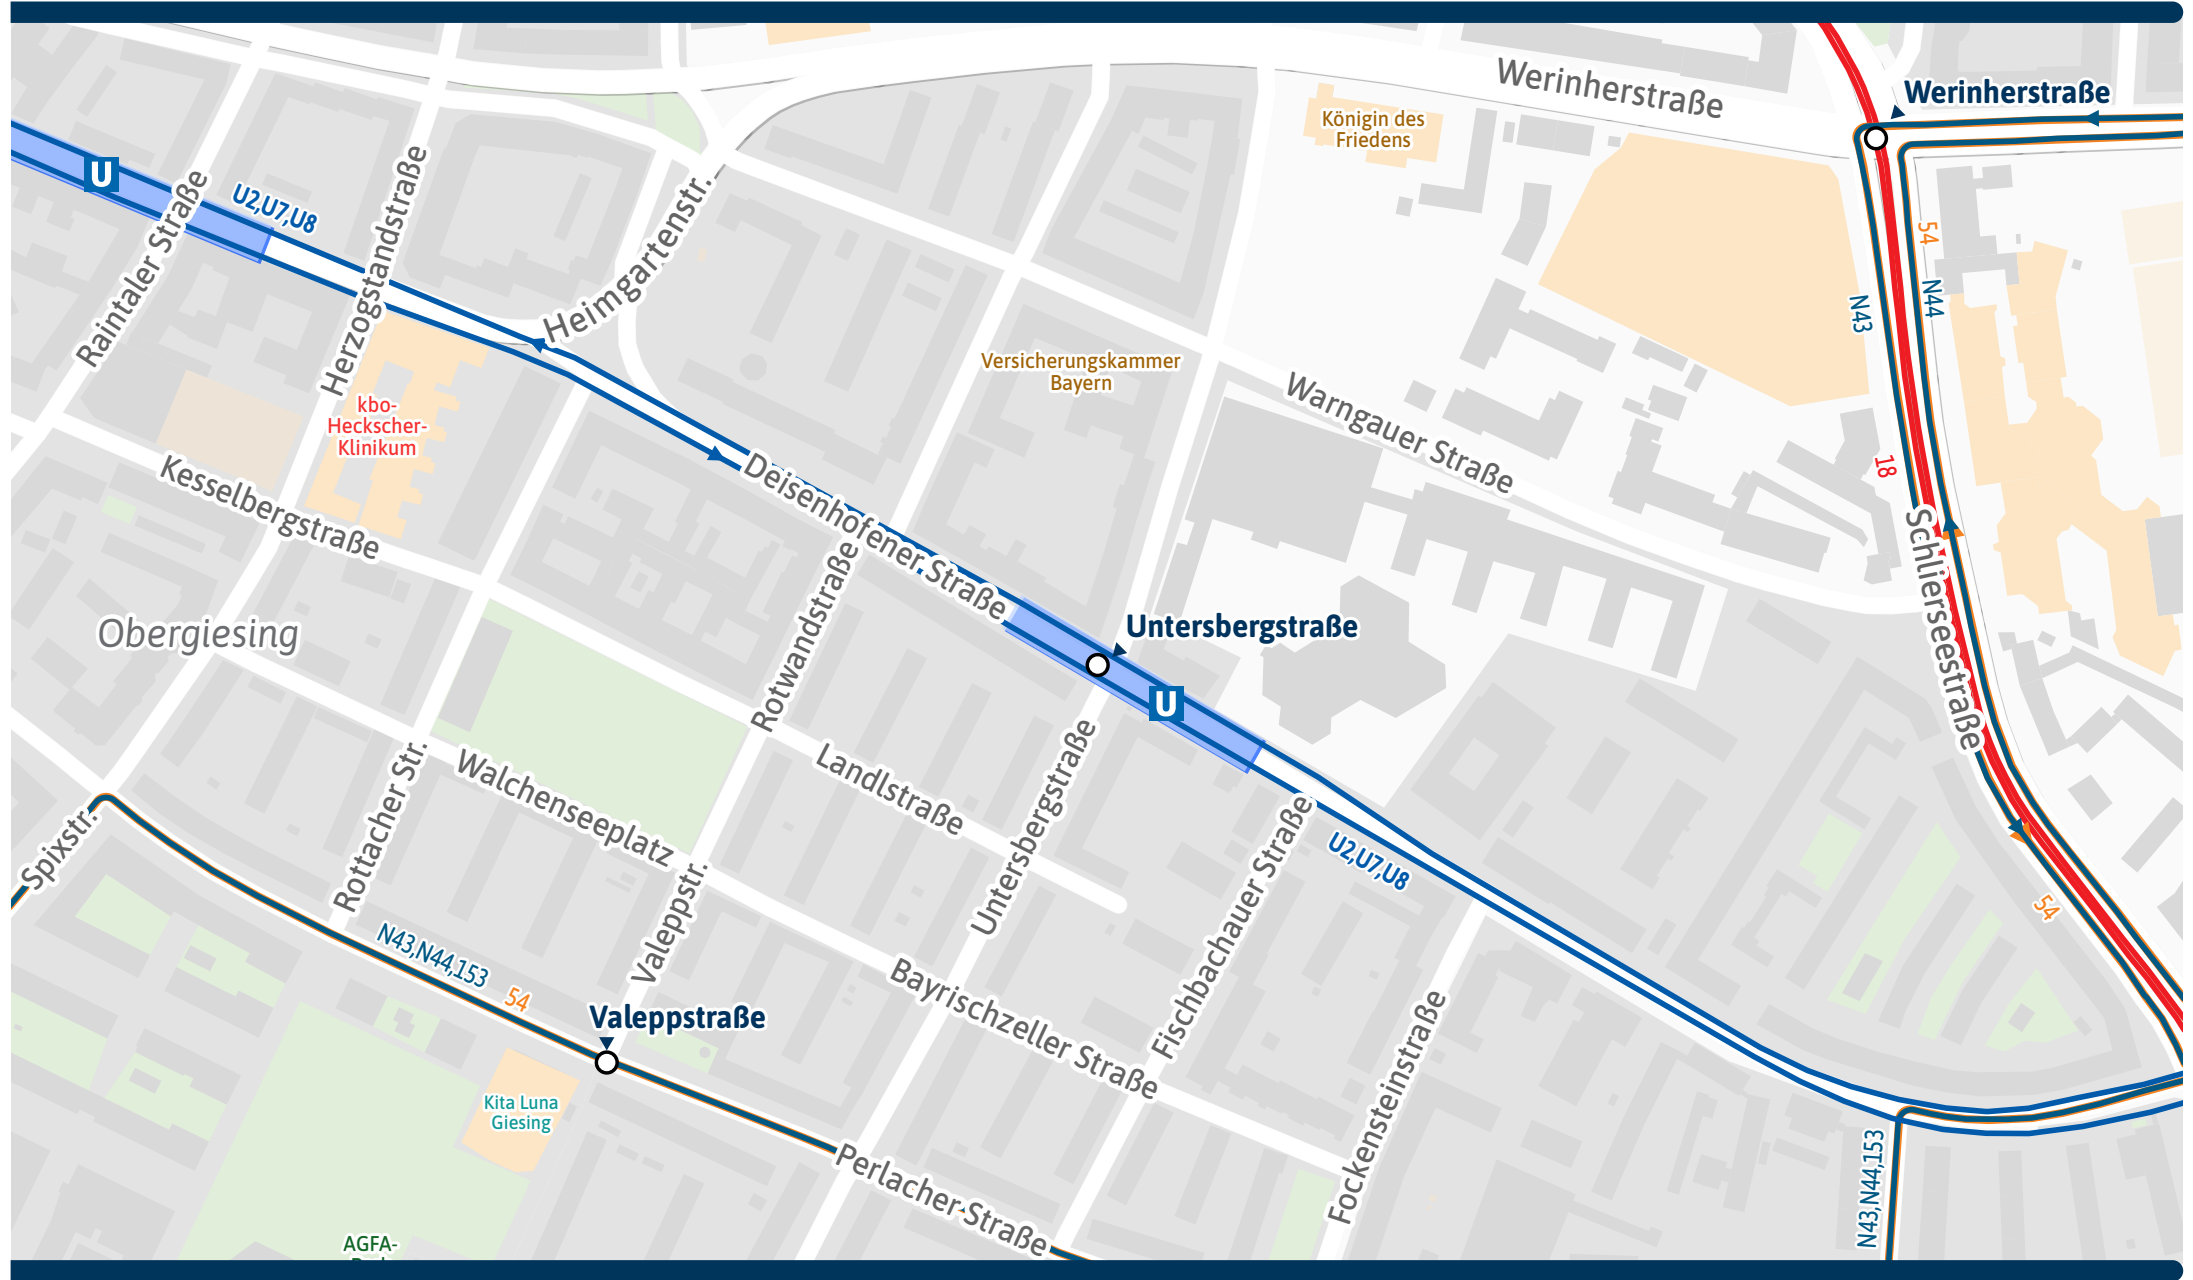 Werinherstraße
Werinherstraße
Königin des
Friedens
U
U2,U7,U8
Raintaler Straße
Herzogstandstraße
Heimgartenstr.
54
N44
N43
18
Versicherungskammer
Bayern
Warngauer Straße
kbo-
Heckscher-
Klinikum
Kesselbergstraße
Deisenhofener Straße
Schlierseestraße
Obergiesing
Rotwandstraße
Untersbergstraße
U
Landlstraße
Walchenseeplatz
Rottacher Str.
Spixstr.
Untersbergstraße
Fischbachauer Straße
U2,U7,U8
54
Valeppstr.
N43,N44,153
54
Valeppstraße
Bayrischzeller Straße
Fockensteinstraße
Kita Luna
Giesing
Perlacher Straße
N43,N44,153
AGFA-